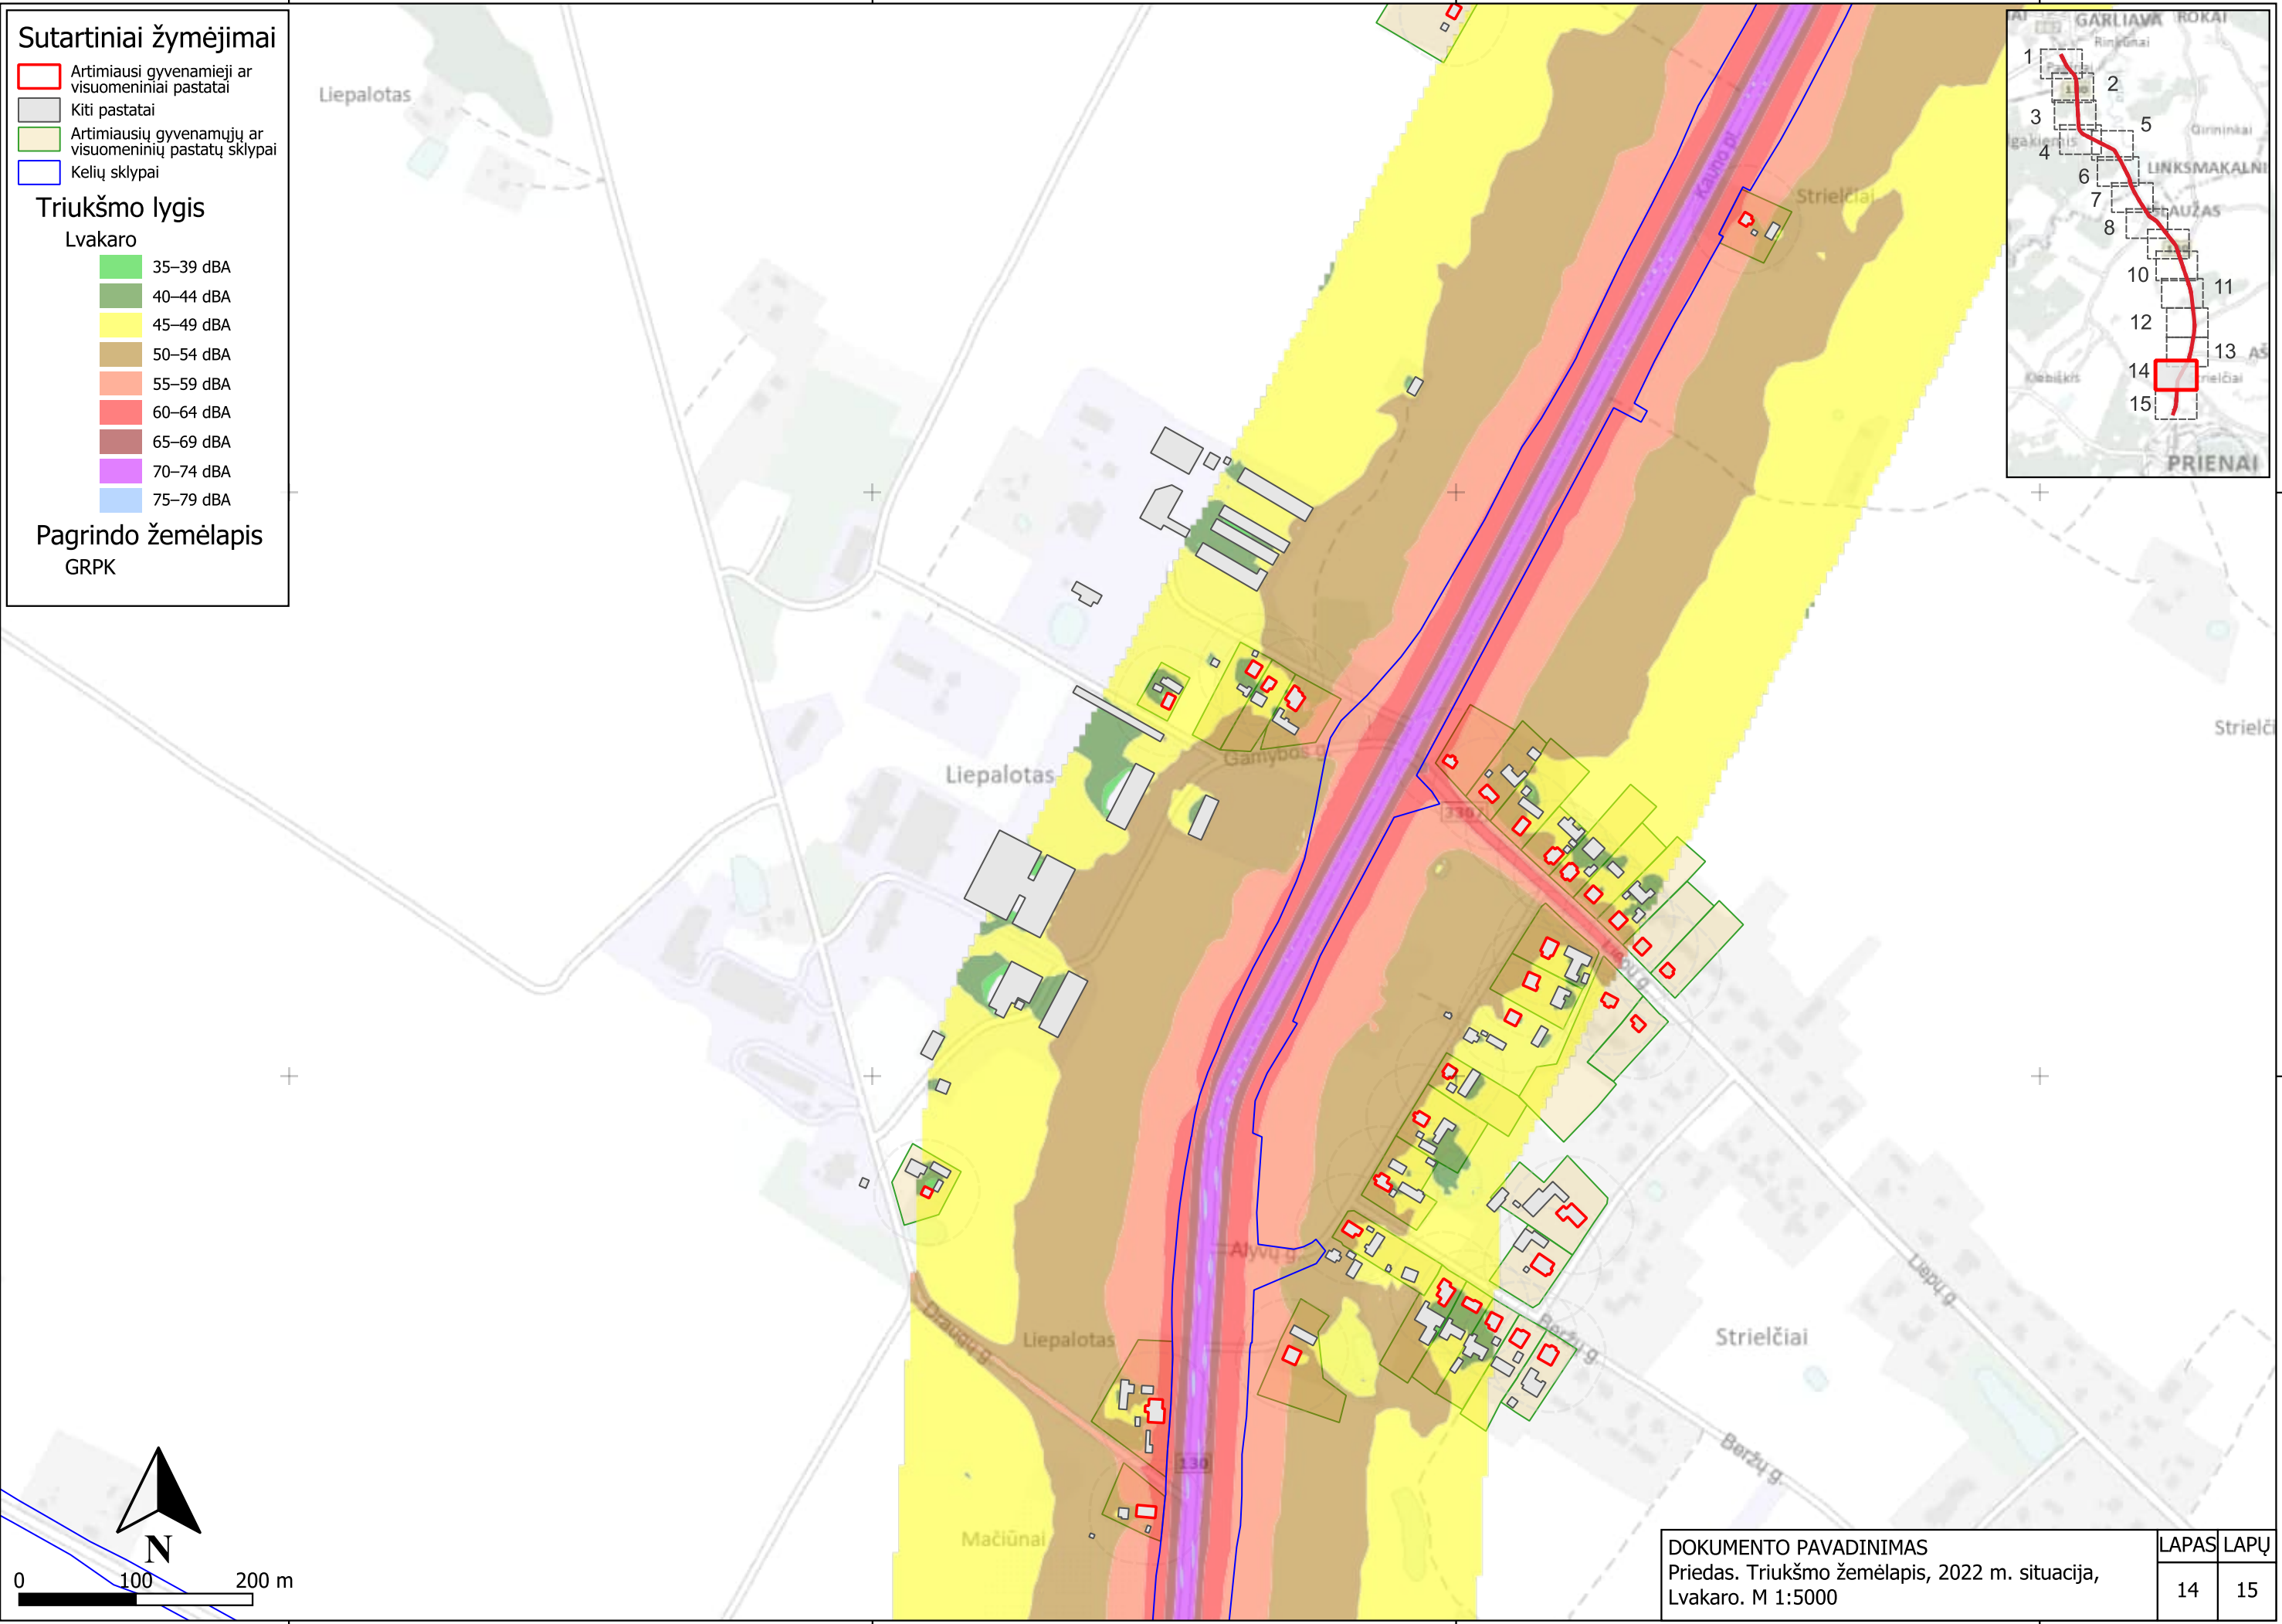 Sutartiniai žymėjimai
Artimiausi gyvenamieji ar
visuomeniniai pastatai
Kiti pastatai
Artimiausių gyvenamųjų ar
visuomeninių pastatų sklypai
Kelių sklypai
Triukšmo lygis
Lvakaro
35–39 dBA
40–44 dBA
45–49 dBA
50–54 dBA
55–59 dBA
60–64 dBA
65–69 dBA
70–74 dBA
75–79 dBA
Pagrindo žemėlapis
GRPK
Liepalotas
Kauno pl.
Strielčiai
GARLIAVA
ROKAI
Rinkūnai
1
2
3
4
5
Girininkai
LINKSMAKALNI
6
7
8
10
11
12
13
14
15
PRIENAI
Strielči
Liepalotas
Gamybos g.
3307
Liepų g.
Liepų g.
Alyvų g.
Draugų g.
Liepalotas
Beržų g.
Strielčiai
Beržų g.
130
Mačiūnai
N
0 100 200 m
DOKUMENTO PAVADINIMAS
Priedas. Triukšmo žemėlapis, 2022 m. situacija,
Lvakaro. M 1:5000
LAPAS LAPŲ
14 15